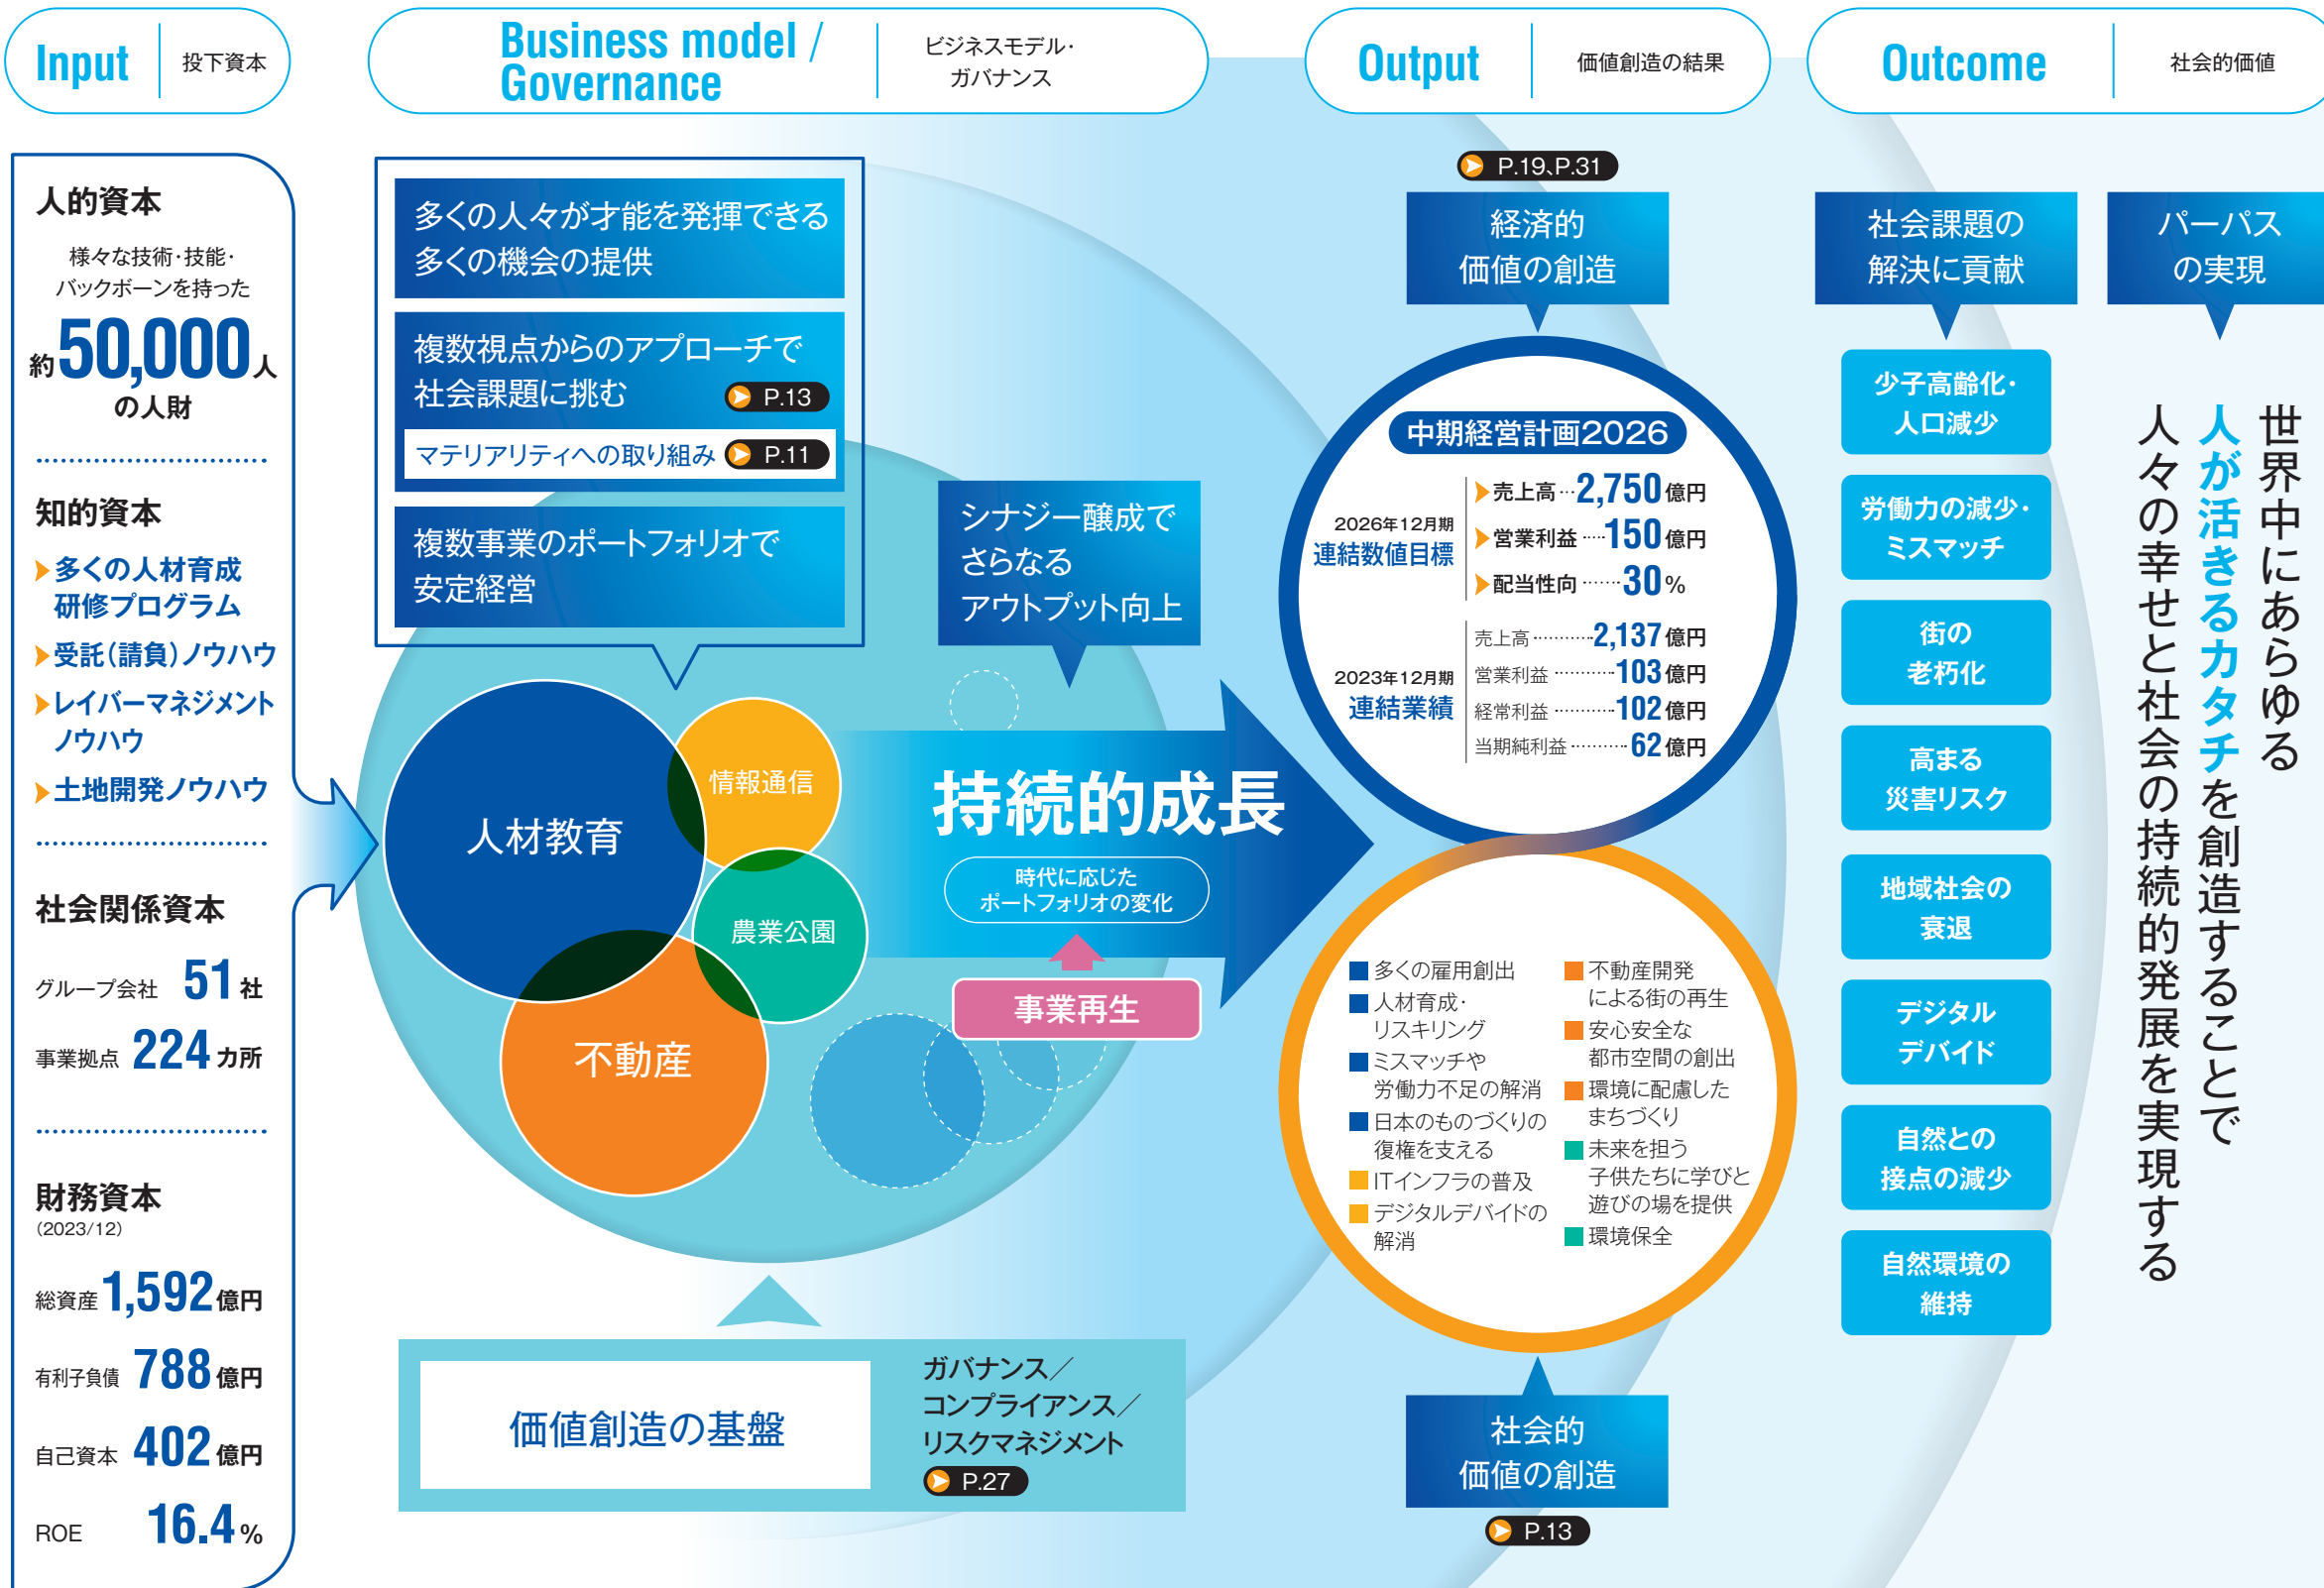 Input
投下資本
Business model /
Governance
ビジネスモデル・
ガバナンス
Output
価値創造の結果
Outcome
社会的価値
人的資本
様々な技術・技能・
バックボーンを持った
約50,000人
の人財
知的資本
多くの人材育成
研修プログラム
受託（請負）ノウハウ
レイバーマネジメント
ノウハウ
土地開発ノウハウ
社会関係資本
グループ会社 51社
事業拠点 224カ所
財務資本
（2023/12）
総資産 1,592億円
有利子負債 788億円
自己資本 402億円
ROE 16.4%
多くの人々が才能を発揮できる
多くの機会の提供
複数視点からのアプローチで
社会課題に挑む P.13
マテリアリティへの取り組み P.11
複数事業のポートフォリオで
安定経営
シナジー醸成で
さらなる
アウトプット向上
人材教育
情報通信
農業公園
不動産
持続的成長
時代に応じた
ポートフォリオの変化
事業再生
価値創造の基盤
ガバナンス／
コンプライアンス／
リスクマネジメント
P.27
P.19、P.31
経済的
価値の創造
中期経営計画2026
2026年12月期
連結数値目標
売上高…2,750億円
営業利益……150億円
配当性向……30%
2023年12月期
連結業績
売上高……2,137億円
営業利益……103億円
経常利益……102億円
当期純利益……62億円
多くの雇用創出
人材育成・
リスキリング
ミスマッチや
労働力不足の解消
日本のものづくりの
復権を支える
ITインフラの普及
デジタルデバイドの
解消
不動産開発
による街の再生
安心安全な
都市空間の創出
環境に配慮した
まちづくり
未来を担う
子供たちに学びと
遊びの場を提供
環境保全
社会的
価値の創造
P.13
社会課題の
解決に貢献
少子高齢化・
人口減少
労働力の減少・
ミスマッチ
街の
老朽化
高まる
災害リスク
地域社会の
衰退
デジタル
デバイド
自然との
接点の減少
自然環境の
維持
パーパス
の実現
世界中にあらゆる
人が活きるカタチを創造することで
人々の幸せと社会の持続的発展を実現する